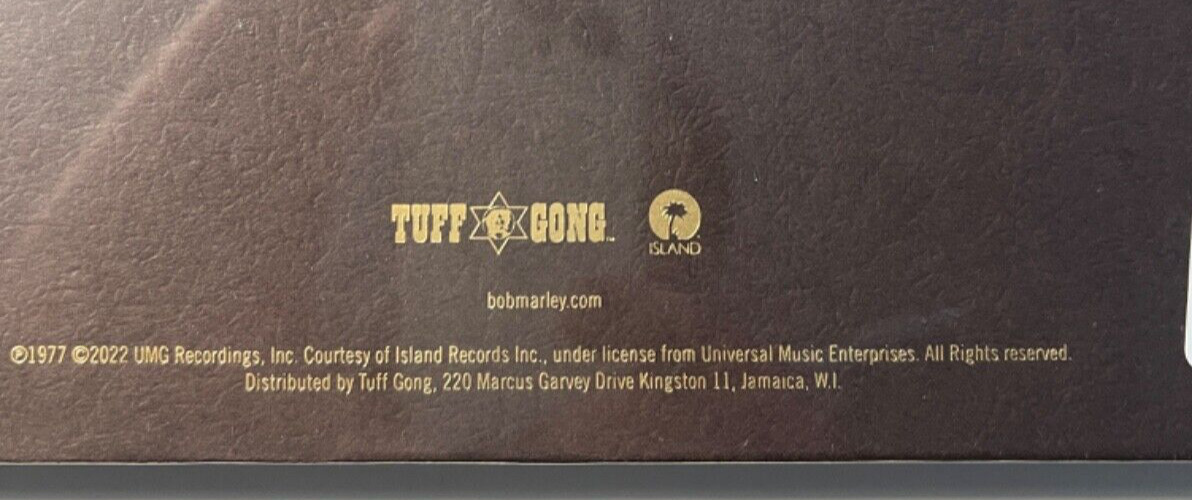 TUFF GONG™
ISLAND
bobmarley.com
℗1977 ©2022 UMG Recordings, Inc. Courtesy of Island Records Inc., under license from Universal Music Enterprises. All Rights reserved.
Distributed by Tuff Gong, 220 Marcus Garvey Drive Kingston 11, Jamaica, W.I.